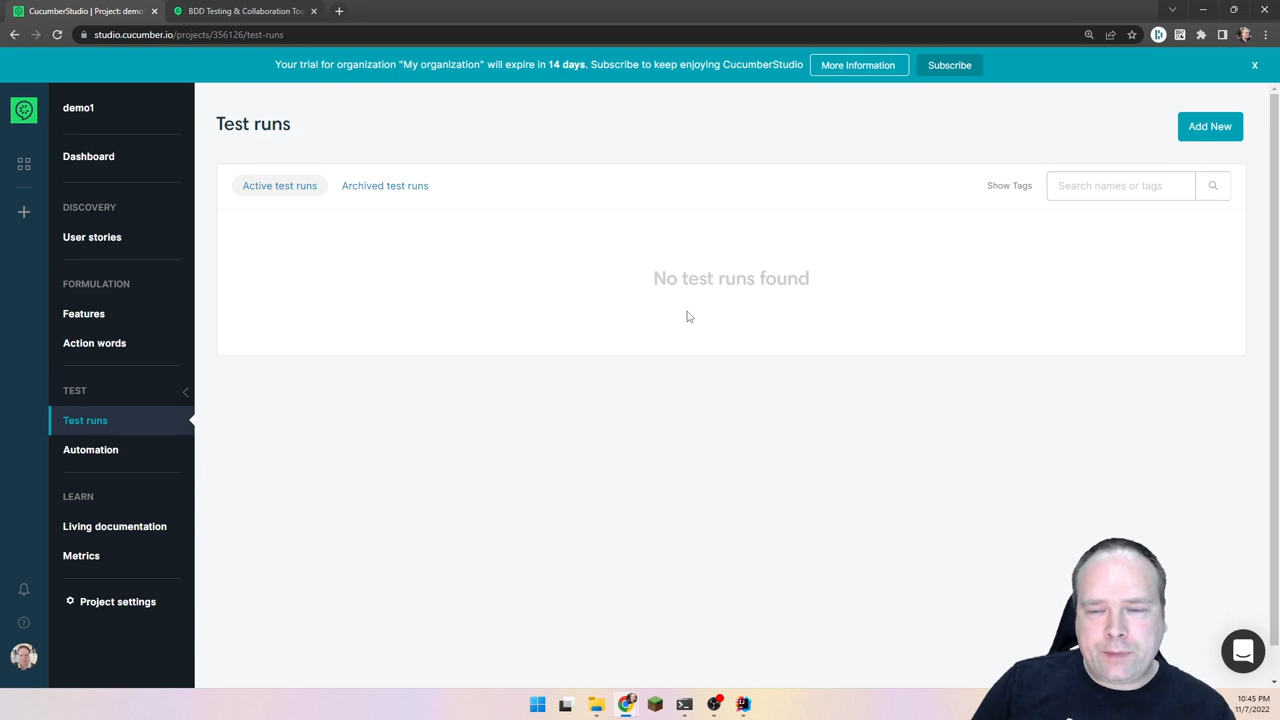 CucumberStudio | Project: demo
BDD Testing & Collaboration Too
studio.cucumber.io/projects/356126/test-runs
Your trial for organization "My organization" will expire in 14 days. Subscribe to keep enjoying CucumberStudio
More Information
Subscribe
x
demo1
Dashboard
DISCOVERY
User stories
FORMULATION
Features
Action words
TEST
Test runs
Automation
LEARN
Living documentation
Metrics
Project settings
Test runs
Add New
Active test runs
Archived test runs
Show Tags
Search names or tags
No test runs found
10:45 PM
11/7/2022